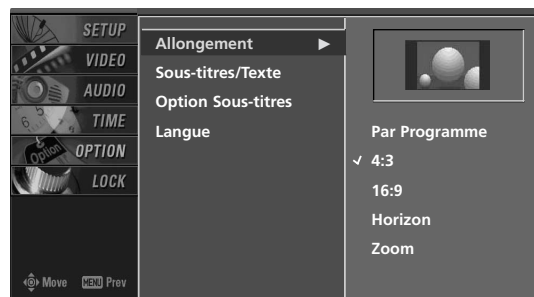 SETUP
VIDEO
AUDIO
TIME
OPTION
LOCK
Move MENU Prev
Allongement ►
Sous-titres/Texte
Option Sous-titres
Langue
Par Programme
✓ 4:3
16:9
Horizon
Zoom